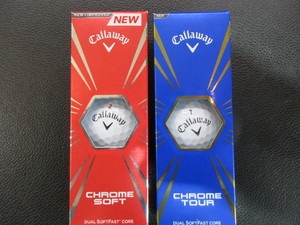 NEW
Callaway
Callaway
CHROME
SOFT
DUAL SOFTFAST CORE
Callaway
Callaway
CHROME
TOUR
DUAL SOFTFAST CORE